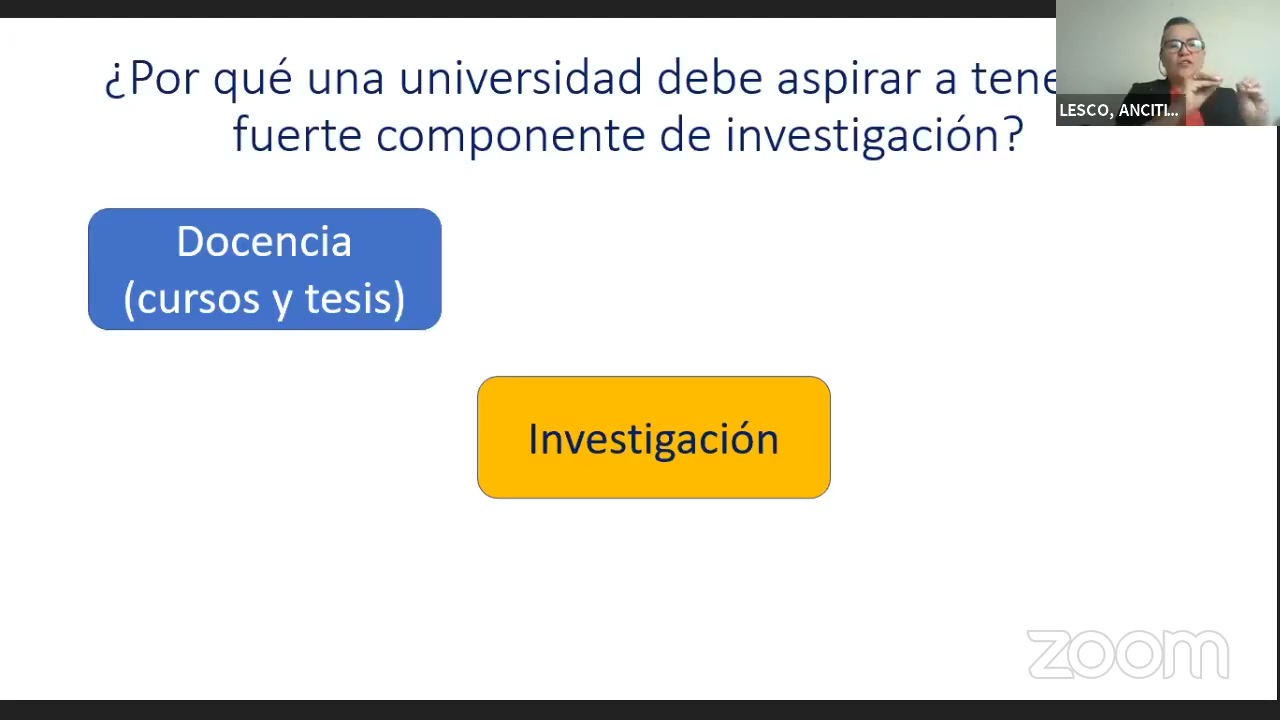 ¿Por qué una universidad debe aspirar a tene
fuerte componente de investigación?
LESCO, ANCITI...
Docencia
(cursos y tesis)
Investigación
zoom